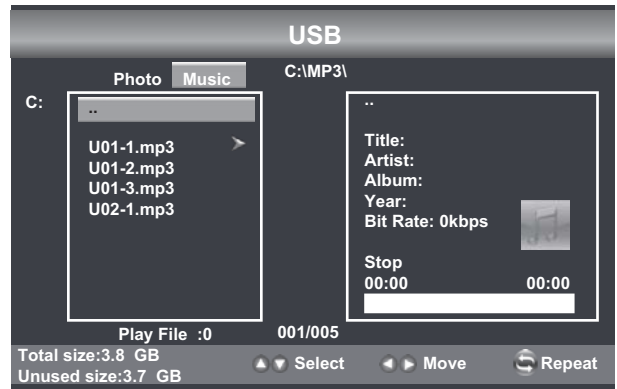 USB
Photo Music C:\MP3\
C:
..
U01-1.mp3
U01-2.mp3
U01-3.mp3
U02-1.mp3
..
Title:
Artist:
Album:
Year:
Bit Rate: 0kbps
Stop
00:00 00:00
Play File :0 001/005
Total size:3.8 GB
Unused size:3.7 GB
Select Move Repeat